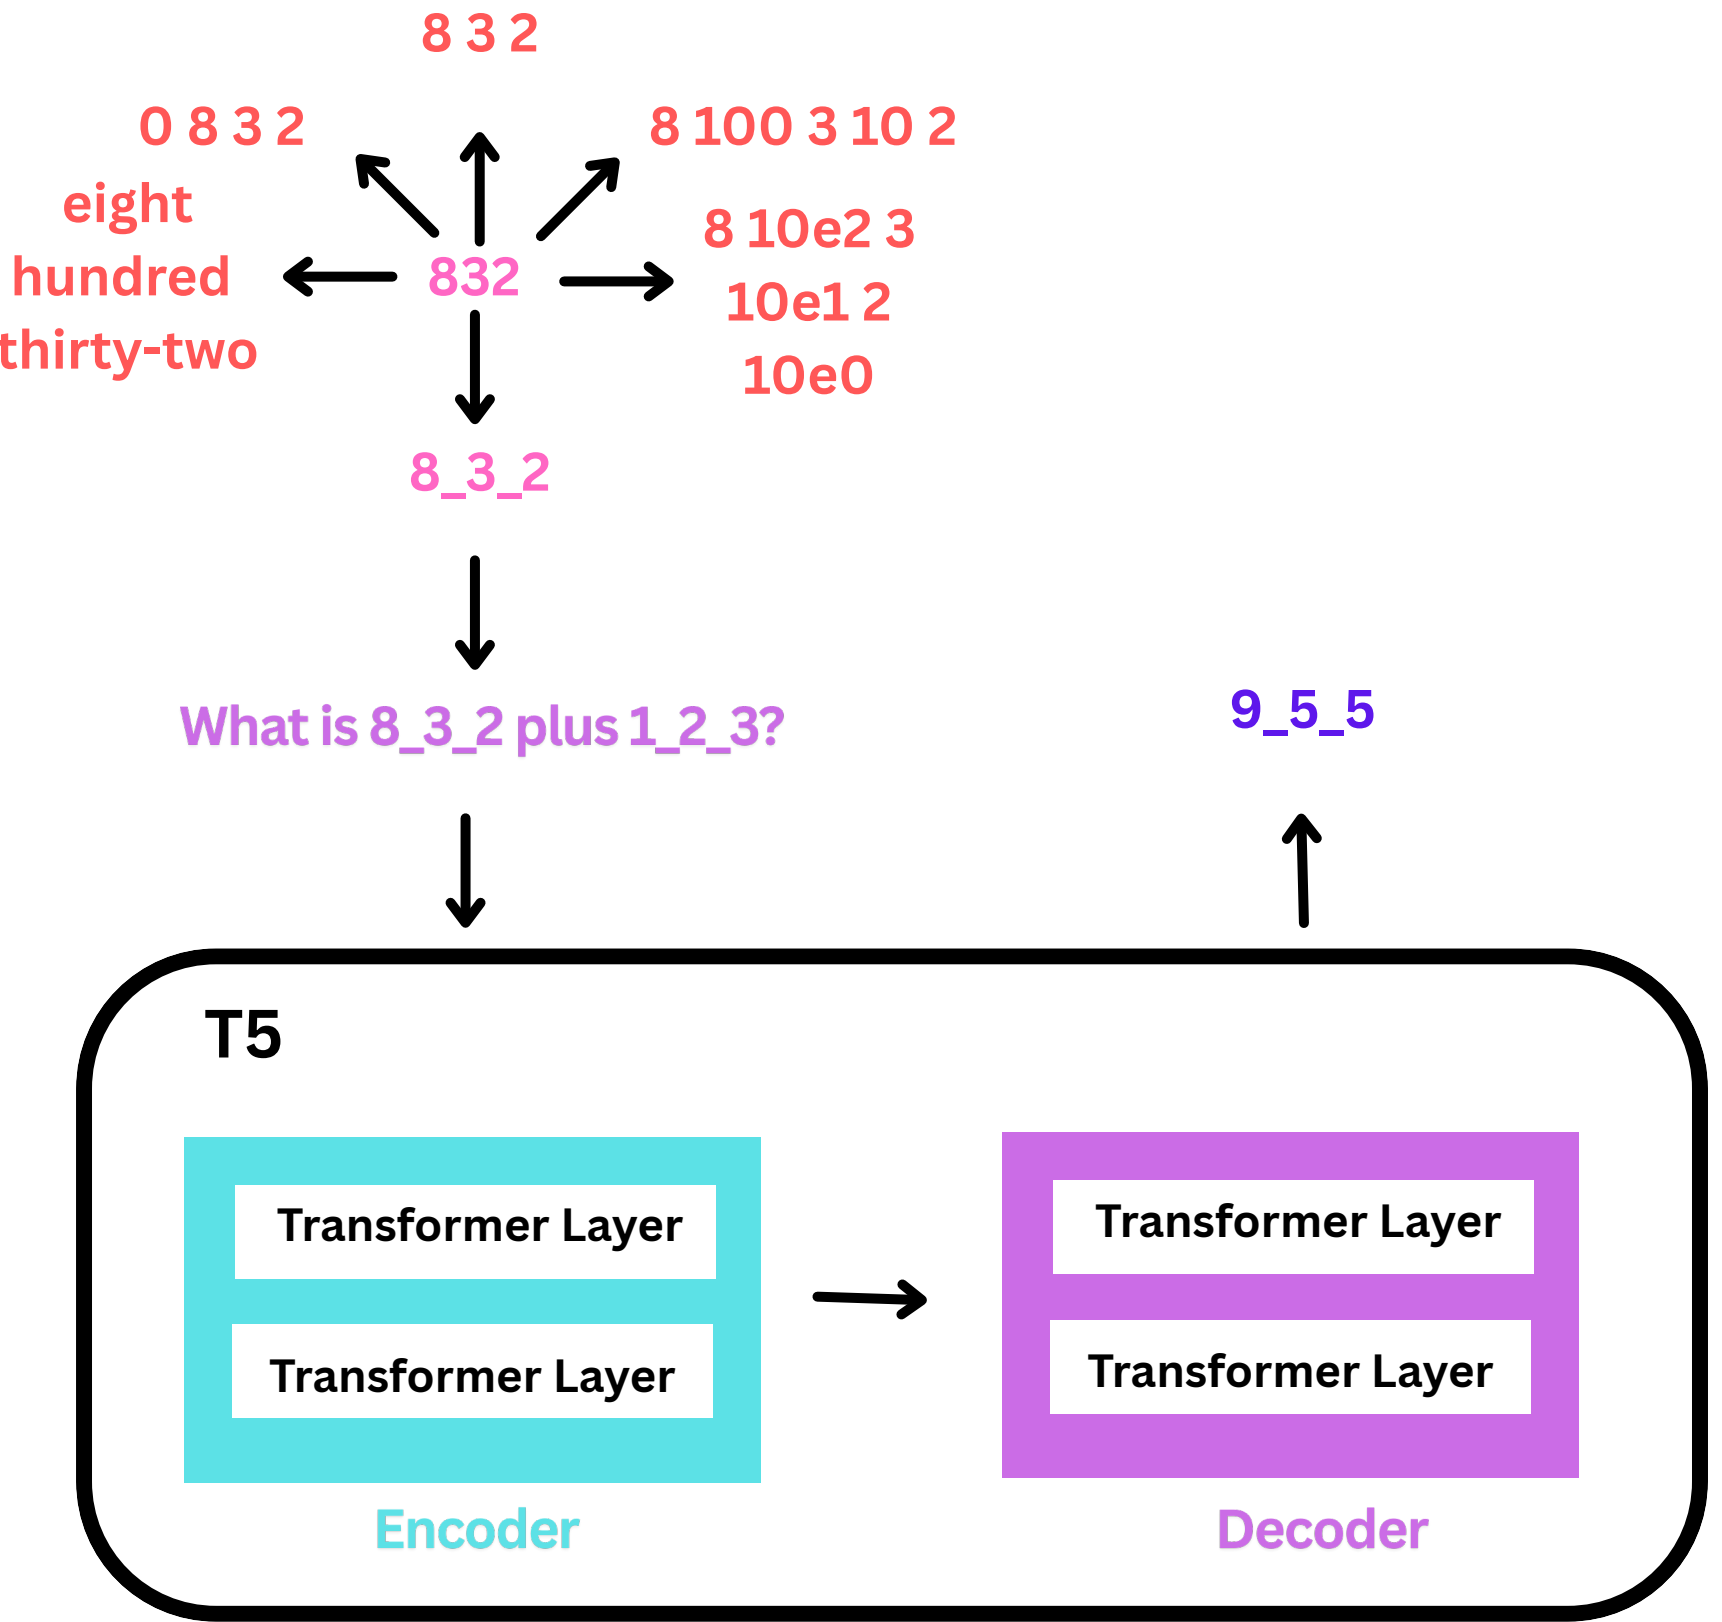 8 3 2
0 8 3 2
8 100 3 10 2
eight
hundred
thirty-two
832
8 10e2 3
10e1 2
10e0
8_3_2
What is 8_3_2 plus 1_2_3?
9_5_5
T5
Transformer Layer
Transformer Layer
Encoder
Transformer Layer
Transformer Layer
Decoder